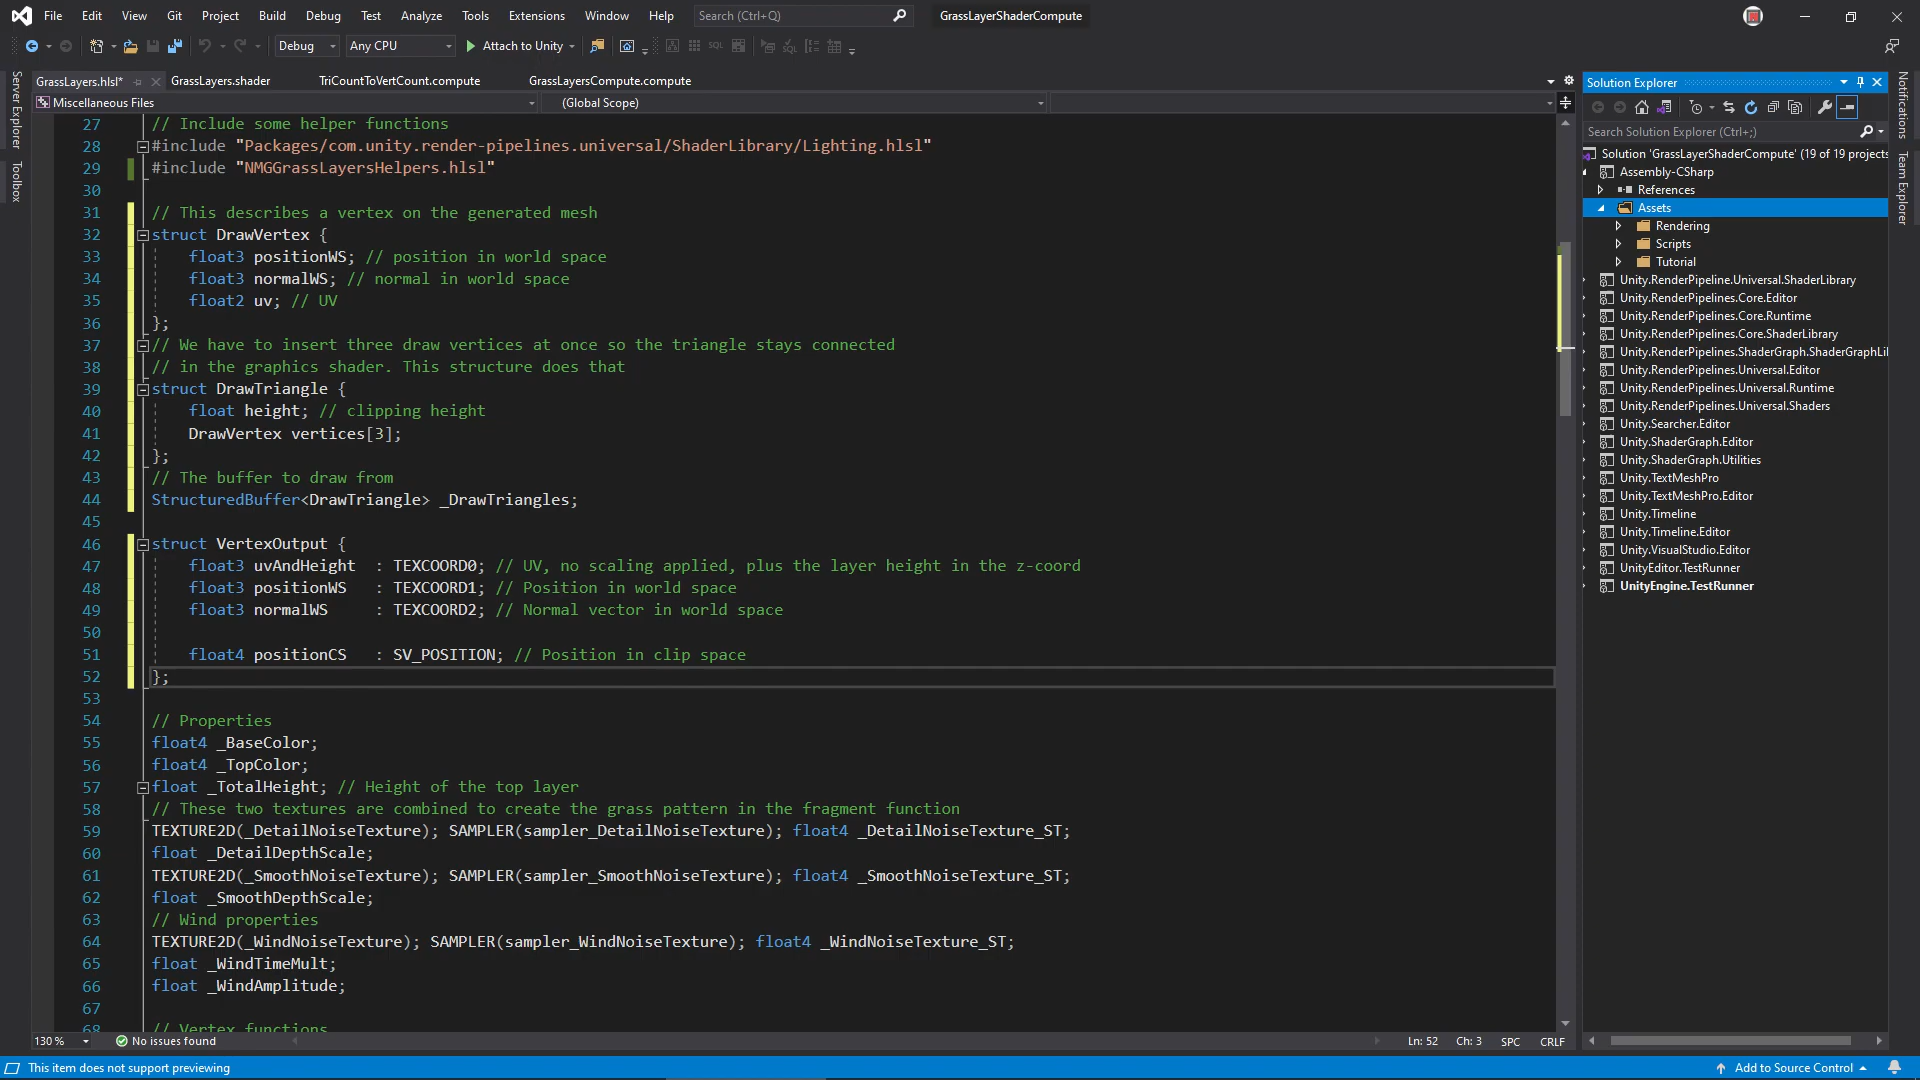 File Edit View Git Project Build Debug Test Analyze Tools Extensions Window Help Search (Ctrl+Q) GrassLayerShaderCompute
Debug Any CPU Attach to Unity
GrassLayers.hlsl* GrassLayers.shader TriCountToVertCount.compute GrassLayersCompute.compute
Miscellaneous Files (Global Scope)
Server Explorer
Toolbox
27 // Include some helper functions
28 #include "Packages/com.unity.render-pipelines.universal/ShaderLibrary/Lighting.hlsl"
29 #include "NMGGrassLayersHelpers.hlsl"
30
31 // This describes a vertex on the generated mesh
32 struct DrawVertex {
33 float3 positionWS; // position in world space
34 float3 normalWS; // normal in world space
35 float2 uv; // UV
36 };
37 // We have to insert three draw vertices at once so the triangle stays connected
38 // in the graphics shader. This structure does that
39 struct DrawTriangle {
40 float height; // clipping height
41 DrawVertex vertices[3];
42 };
43 // The buffer to draw from
44 StructuredBuffer<DrawTriangle> _DrawTriangles;
45
46 struct VertexOutput {
47 float3 uvAndHeight : TEXCOORD0; // UV, no scaling applied, plus the layer height in the z-coord
48 float3 positionWS : TEXCOORD1; // Position in world space
49 float3 normalWS : TEXCOORD2; // Normal vector in world space
50
51 float4 positionCS : SV_POSITION; // Position in clip space
52 };
53
54 // Properties
55 float4 _BaseColor;
56 float4 _TopColor;
57 float _TotalHeight; // Height of the top layer
58 // These two textures are combined to create the grass pattern in the fragment function
59 TEXTURE2D(_DetailNoiseTexture); SAMPLER(sampler_DetailNoiseTexture); float4 _DetailNoiseTexture_ST;
60 float _DetailDepthScale;
61 TEXTURE2D(_SmoothNoiseTexture); SAMPLER(sampler_SmoothNoiseTexture); float4 _SmoothNoiseTexture_ST;
62 float _SmoothDepthScale;
63 // Wind properties
64 TEXTURE2D(_WindNoiseTexture); SAMPLER(sampler_WindNoiseTexture); float4 _WindNoiseTexture_ST;
65 float _WindTimeMult;
66 float _WindAmplitude;
67
68 // Vertex functions
130 % No issues found Ln: 52 Ch: 3 SPC CRLF
Solution Explorer
Search Solution Explorer (Ctrl+;)
Solution 'GrassLayerShaderCompute' (19 of 19 projects
Assembly-CSharp
References
Assets
Rendering
Scripts
Tutorial
Unity.RenderPipeline.Universal.ShaderLibrary
Unity.RenderPipelines.Core.Editor
Unity.RenderPipelines.Core.Runtime
Unity.RenderPipelines.Core.ShaderLibrary
Unity.RenderPipelines.ShaderGraph.ShaderGraphLi
Unity.RenderPipelines.Universal.Editor
Unity.RenderPipelines.Universal.Runtime
Unity.RenderPipelines.Universal.Shaders
Unity.Searcher.Editor
Unity.ShaderGraph.Editor
Unity.ShaderGraph.Utilities
Unity.TextMeshPro
Unity.TextMeshPro.Editor
Unity.Timeline
Unity.Timeline.Editor
Unity.VisualStudio.Editor
UnityEditor.TestRunner
UnityEngine.TestRunner
Notifications
Team Explorer
This item does not support previewing Add to Source Control